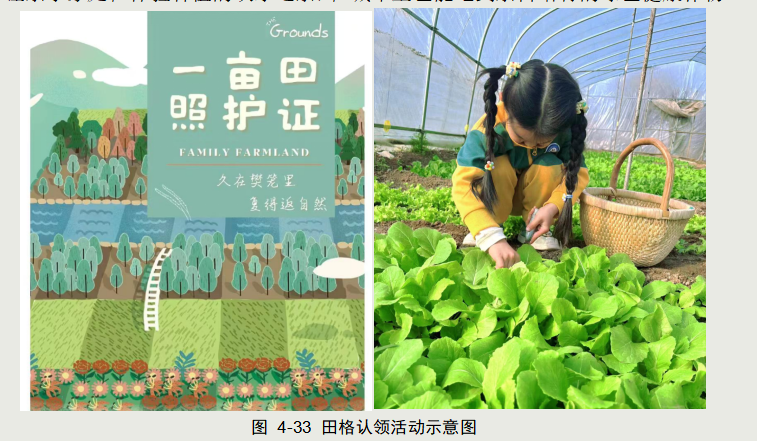 The Grounds
一亩田
照护证
FAMILY FARMLAND
久在樊笼里
复得返自然
图 4-33 田格认领活动示意图